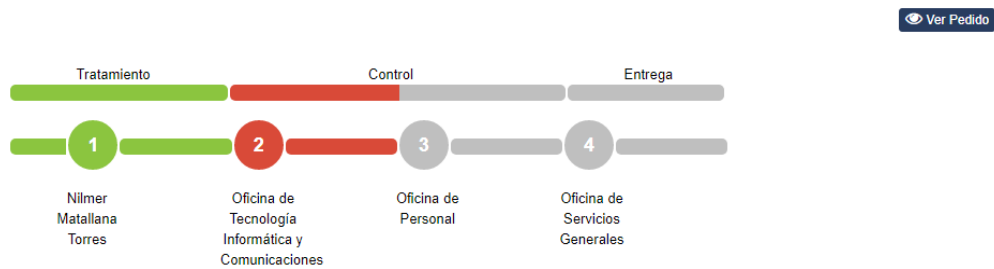 Ver Pedido
Tratamiento
Control
Entrega
1
2
3
4
Nilmer
Matallana
Torres
Oficina de
Tecnología
Informática y
Comunicaciones
Oficina de
Personal
Oficina de
Servicios
Generales